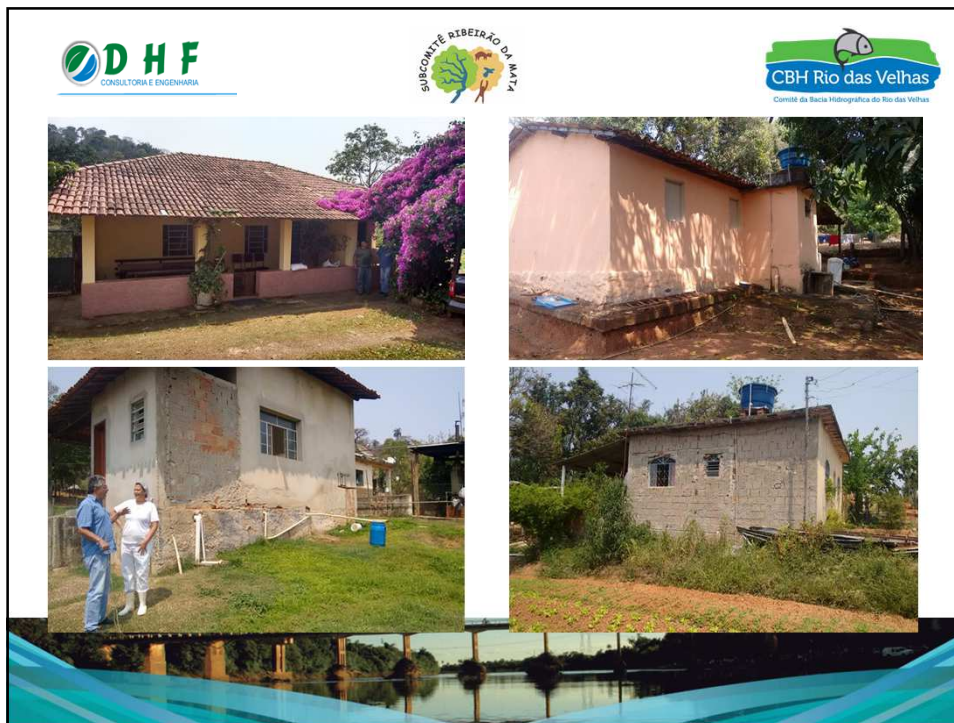 DHF
CONSULTORIA E ENGENHARIA
SUBCOMITÊ RIBEIRÃO DA MATA
CBH Rio das Velhas
Comitê da Bacia Hidrográfica do Rio das Velhas